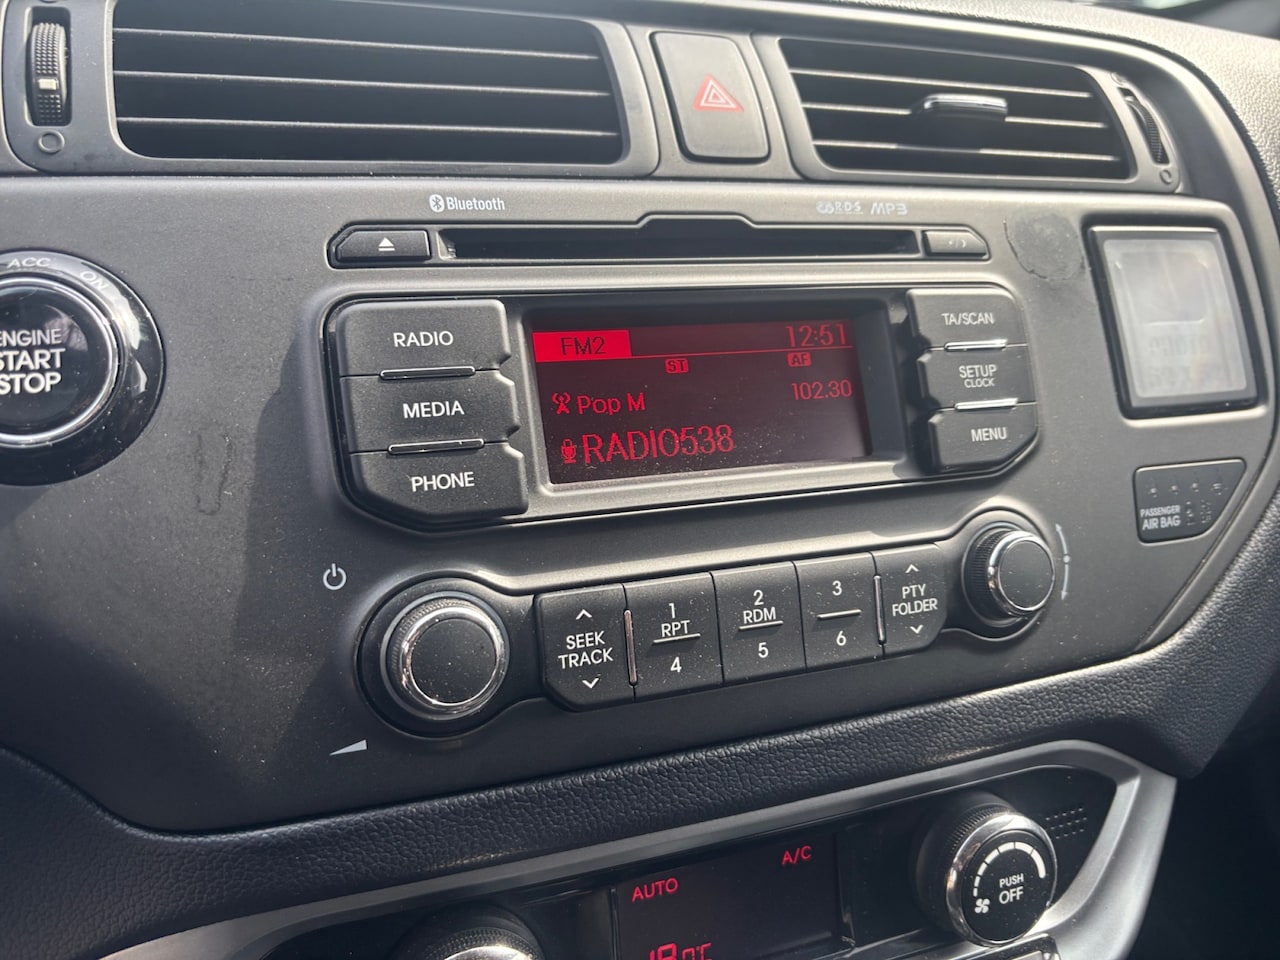 Bluetooth
R·D·S MP3
ACC ON
ENGINE
START
STOP
RADIO
MEDIA
PHONE
FM2 12:51
ST AF
Pop M 102.30
RADIO538
TA/SCAN
SETUP
CLOCK
MENU
PASSENGER
AIR BAG
SEEK
TRACK
1
RPT
4
2
RDM
5
3
6
PTY
FOLDER
A/C
AUTO
PUSH
OFF